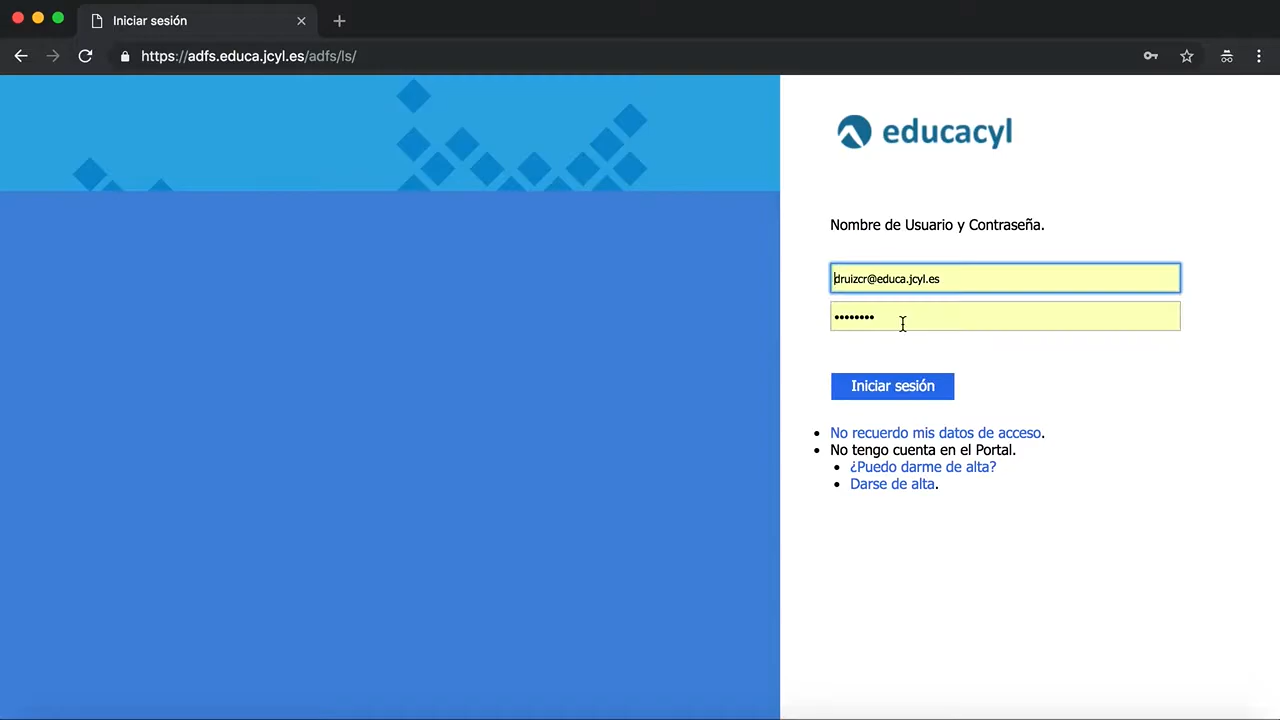 Iniciar sesión
https://adfs.educa.jcyl.es/adfs/ls/
educacyl
Nombre de Usuario y Contraseña.
druizcr@educa.jcyl.es
••••••••
Iniciar sesión
No recuerdo mis datos de acceso.
No tengo cuenta en el Portal.
¿Puedo darme de alta?
Darse de alta.